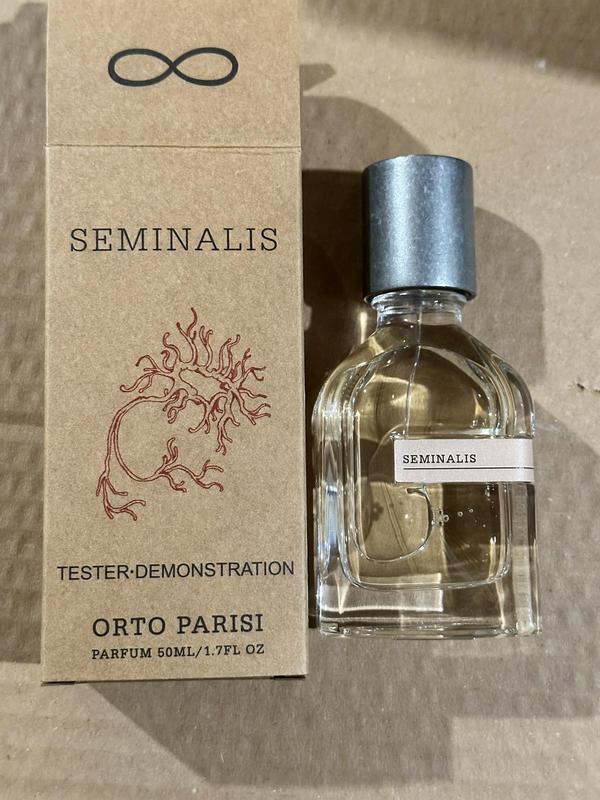 SEMINALIS
TESTER·DEMONSTRATION
ORTO PARISI
PARFUM 50ML/1.7FL OZ
SEMINALIS